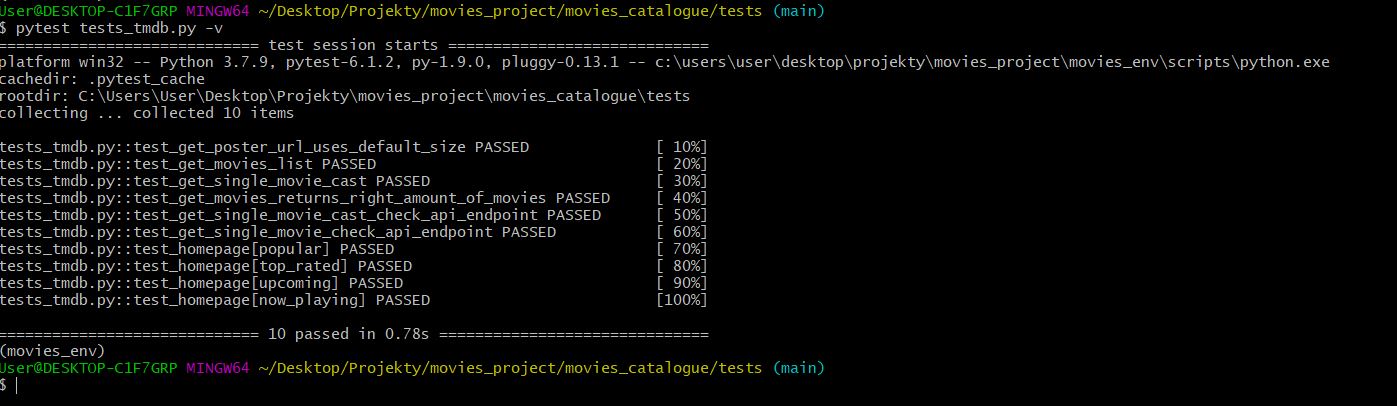 User@DESKTOP-C1F7GRP MINGW64 ~/Desktop/Projekty/movies_project/movies_catalogue/tests (main)
$ pytest tests_tmdb.py -v
============================= test session starts =============================
platform win32 -- Python 3.7.9, pytest-6.1.2, py-1.9.0, pluggy-0.13.1 -- c:\users\user\desktop\projekty\movies_project\movies_env\scripts\python.exe
cachedir: .pytest_cache
rootdir: C:\Users\User\Desktop\Projekty\movies_project\movies_catalogue\tests
collecting ... collected 10 items
tests_tmdb.py::test_get_poster_url_uses_default_size PASSED [ 10%]
tests_tmdb.py::test_get_movies_list PASSED [ 20%]
tests_tmdb.py::test_get_single_movie_cast PASSED [ 30%]
tests_tmdb.py::test_get_movies_returns_right_amount_of_movies PASSED [ 40%]
tests_tmdb.py::test_get_single_movie_cast_check_api_endpoint PASSED [ 50%]
tests_tmdb.py::test_get_single_movie_check_api_endpoint PASSED [ 60%]
tests_tmdb.py::test_homepage[popular] PASSED [ 70%]
tests_tmdb.py::test_homepage[top_rated] PASSED [ 80%]
tests_tmdb.py::test_homepage[upcoming] PASSED [ 90%]
tests_tmdb.py::test_homepage[now_playing] PASSED [100%]
============================= 10 passed in 0.78s ==============================
(movies_env)
User@DESKTOP-C1F7GRP MINGW64 ~/Desktop/Projekty/movies_project/movies_catalogue/tests (main)
$